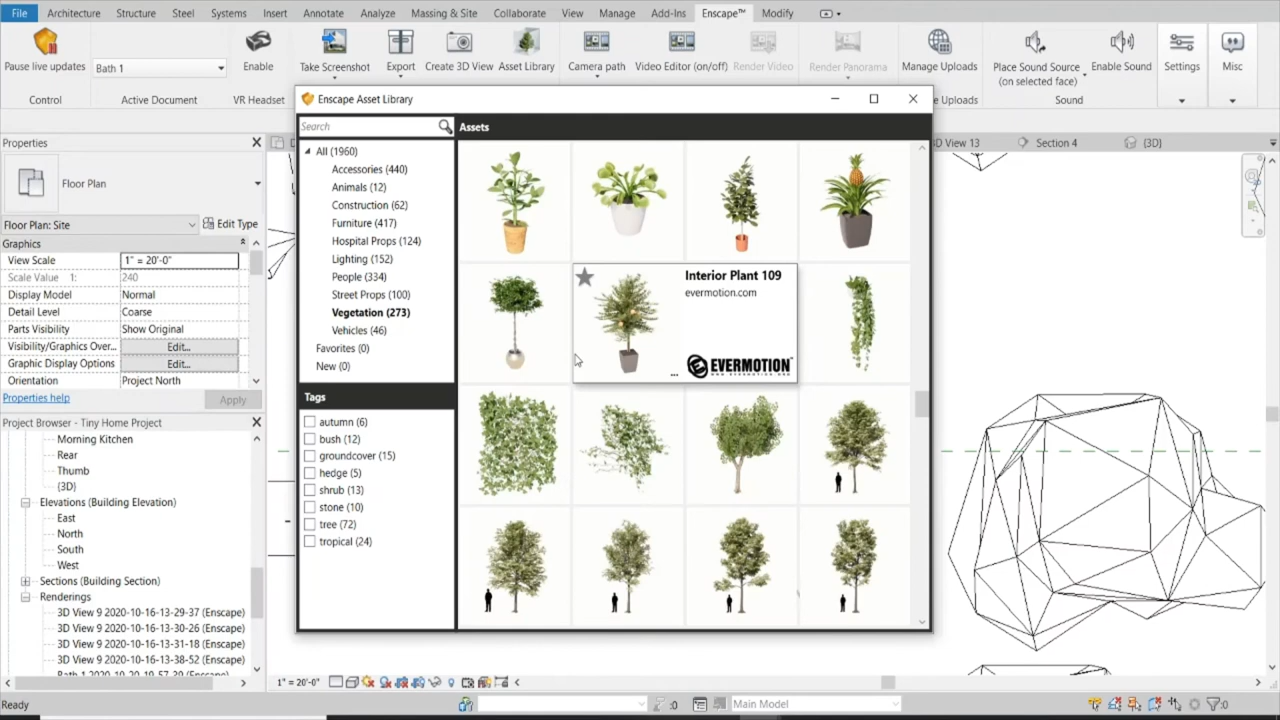 File Architecture Structure Steel Systems Insert Annotate Analyze Massing & Site Collaborate View Manage Add-Ins Enscape™ Modify
Pause live updates
Bath 1
Enable
Take Screenshot
Export
Create 3D View
Asset Library
Camera path
Video Editor (on/off)
Render Video
Render Panorama
Manage Uploads
Place Sound Source
(on selected face)
Enable Sound
Settings
Misc
Control
Active Document
VR Headset
Uploads
Sound
Enscape Asset Library
Search
Assets
All (1960)
Accessories (440)
Animals (12)
Construction (62)
Furniture (417)
Hospital Props (124)
Lighting (152)
People (334)
Street Props (100)
Vegetation (273)
Vehicles (46)
Favorites (0)
New (0)
Tags
autumn (6)
bush (12)
groundcover (15)
hedge (5)
shrub (13)
stone (10)
tree (72)
tropical (24)
Interior Plant 109
evermotion.com
...
EVERMOTION
Properties
Floor Plan
Floor Plan: Site
Edit Type
Graphics
View Scale 1" = 20'-0"
Scale Value 1: 240
Display Model Normal
Detail Level Coarse
Parts Visibility Show Original
Visibility/Graphics Over... Edit...
Graphic Display Options Edit...
Orientation Project North
Properties help
Apply
Project Browser - Tiny Home Project
Morning Kitchen
Rear
Thumb
{3D}
Elevations (Building Elevation)
East
North
South
West
Sections (Building Section)
Renderings
3D View 9 2020-10-16-13-29-37 (Enscape)
3D View 9 2020-10-16-13-30-26 (Enscape)
3D View 9 2020-10-16-13-31-18 (Enscape)
3D View 9 2020-10-16-13-38-52 (Enscape)
D View 13
Section 4
{3D}
1" = 20'-0"
Ready
:0
Main Model
:0